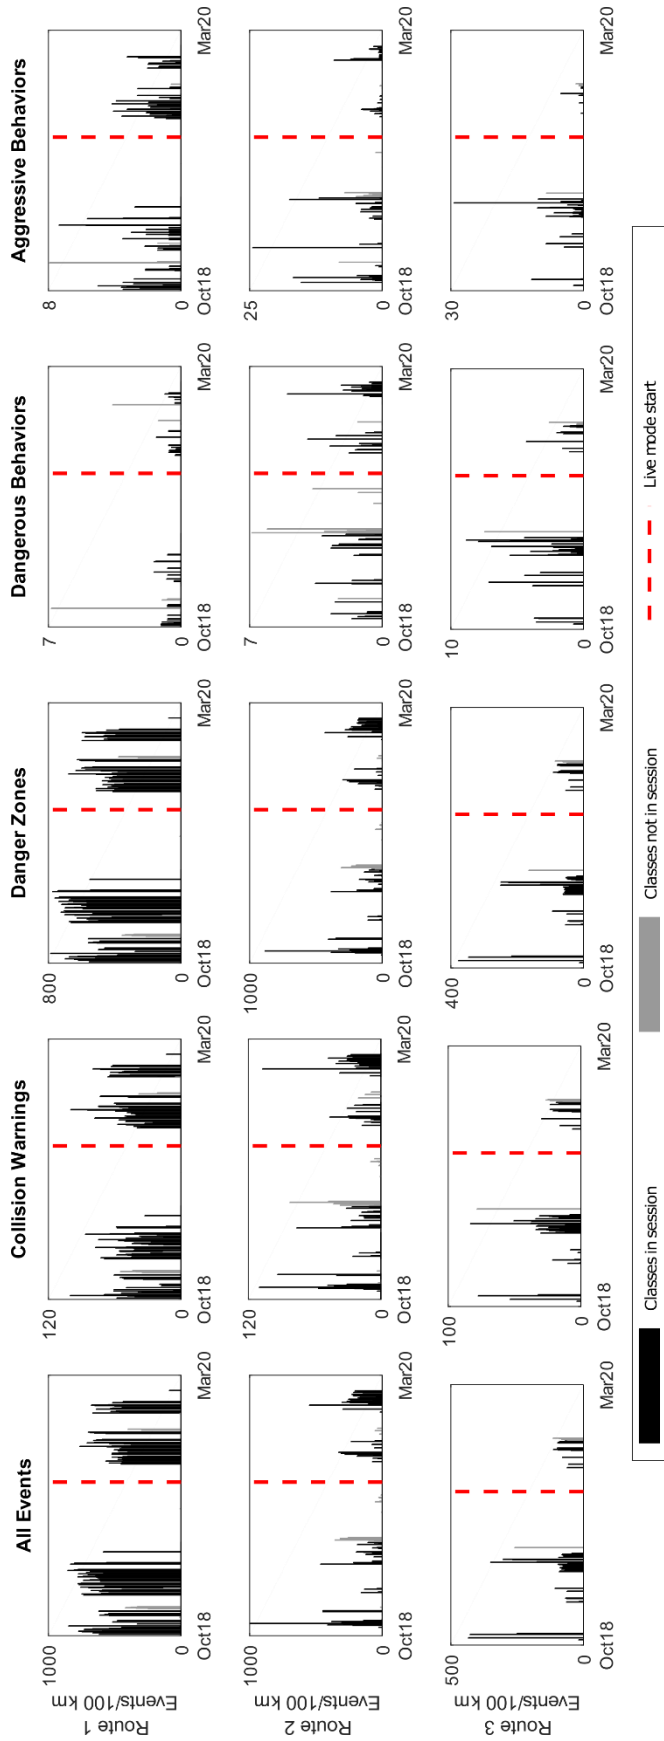 All Events
Collision Warnings
Danger Zones
Dangerous Behaviors
Aggressive Behaviors
Route 1
Events/100 km
1000
0
Oct18
Mar20
120
0
Oct18
Mar20
800
0
Oct18
Mar20
7
0
Oct18
Mar20
8
0
Oct18
Mar20
Route 2
Events/100 km
1000
0
Oct18
Mar20
120
0
Oct18
Mar20
1000
0
Oct18
Mar20
7
0
Oct18
Mar20
25
0
Oct18
Mar20
Route 3
Events/100 km
500
0
Oct18
Mar20
100
0
Oct18
Mar20
400
0
Oct18
Mar20
10
0
Oct18
Mar20
30
0
Oct18
Mar20
Classes in session
Classes not in session
Live mode start